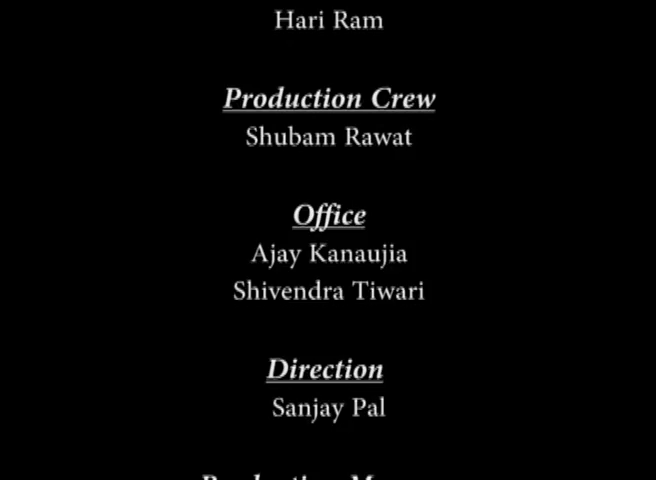 Hari Ram
Production Crew
Shubam Rawat
Office
Ajay Kanaujia
Shivendra Tiwari
Direction
Sanjay Pal